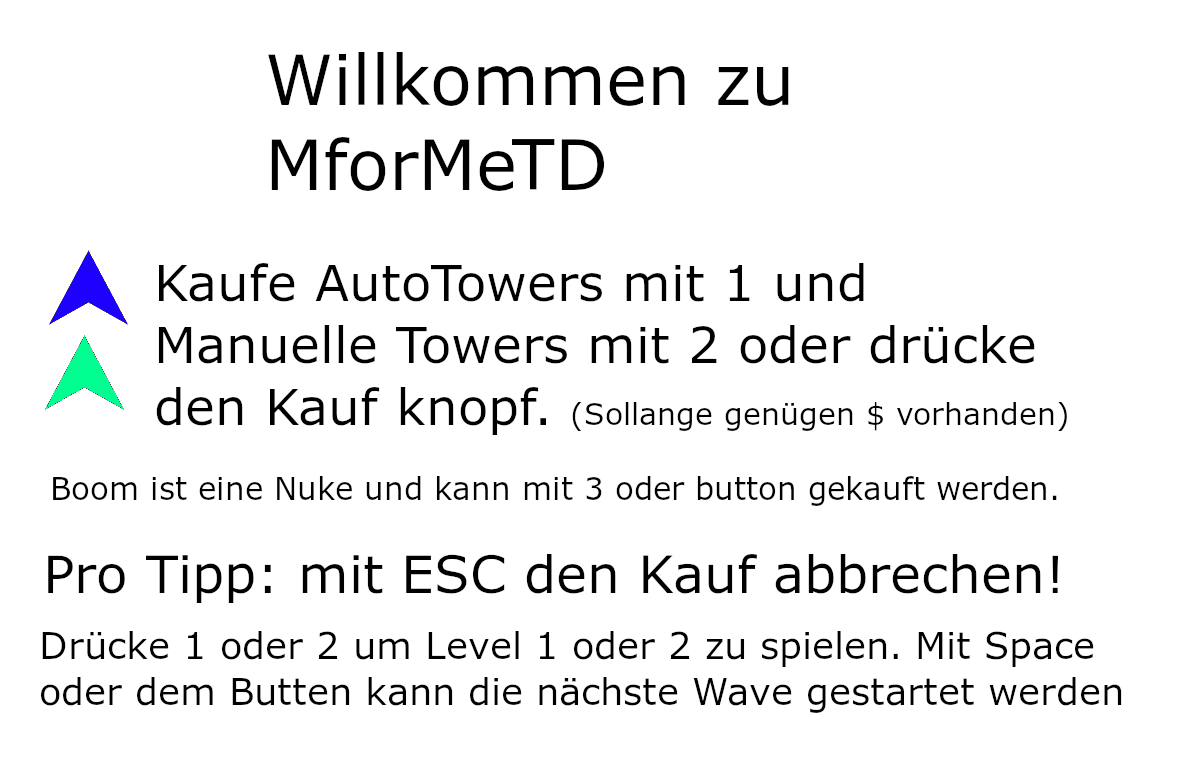 Willkommen zu
MforMeTD
Kaufe AutoTowers mit 1 und
Manuelle Towers mit 2 oder drücke
den Kauf knopf. (Sollange genügen $ vorhanden)
Boom ist eine Nuke und kann mit 3 oder button gekauft werden.
Pro Tipp: mit ESC den Kauf abbrechen!
Drücke 1 oder 2 um Level 1 oder 2 zu spielen. Mit Space
oder dem Butten kann die nächste Wave gestartet werden